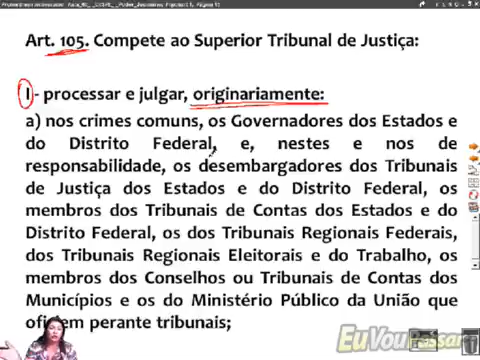 Art. 105. Compete ao Superior Tribunal de Justiça:
I - processar e julgar, originariamente:
a) nos crimes comuns, os Governadores dos Estados e
do Distrito Federal, e, nestes e nos de
responsabilidade, os desembargadores dos Tribunais
de Justiça dos Estados e do Distrito Federal, os
membros dos Tribunais de Contas dos Estados e do
Distrito Federal, os dos Tribunais Regionais Federais,
dos Tribunais Regionais Eleitorais e do Trabalho, os
membros dos Conselhos ou Tribunais de Contas dos
Municípios e os do Ministério Público da União que
oficiem perante tribunais;
EuVouPassar